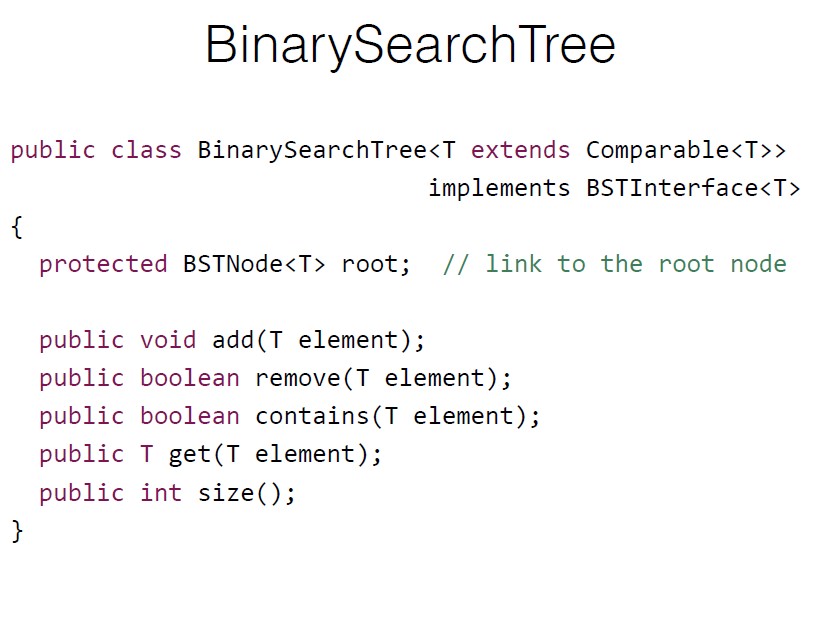 BinarySearchTree
public class BinarySearchTree<T extends Comparable<T>>
implements BSTInterface<T>
{
protected BSTNode<T> root; // link to the root node
public void add(T element);
public boolean remove(T element);
public boolean contains(T element);
public T get(T element);
public int size();
}